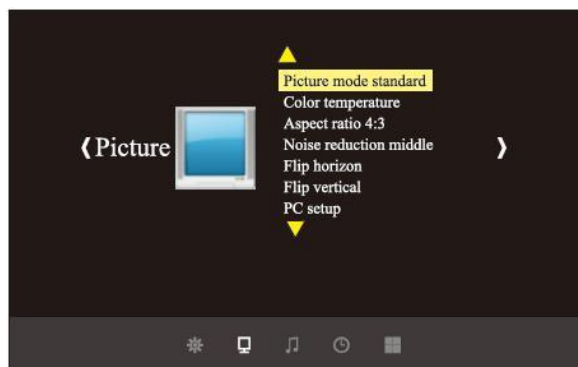 Picture
Picture mode standard
Color temperature
Aspect ratio 4:3
Noise reduction middle
Flip horizon
Flip vertical
PC setup